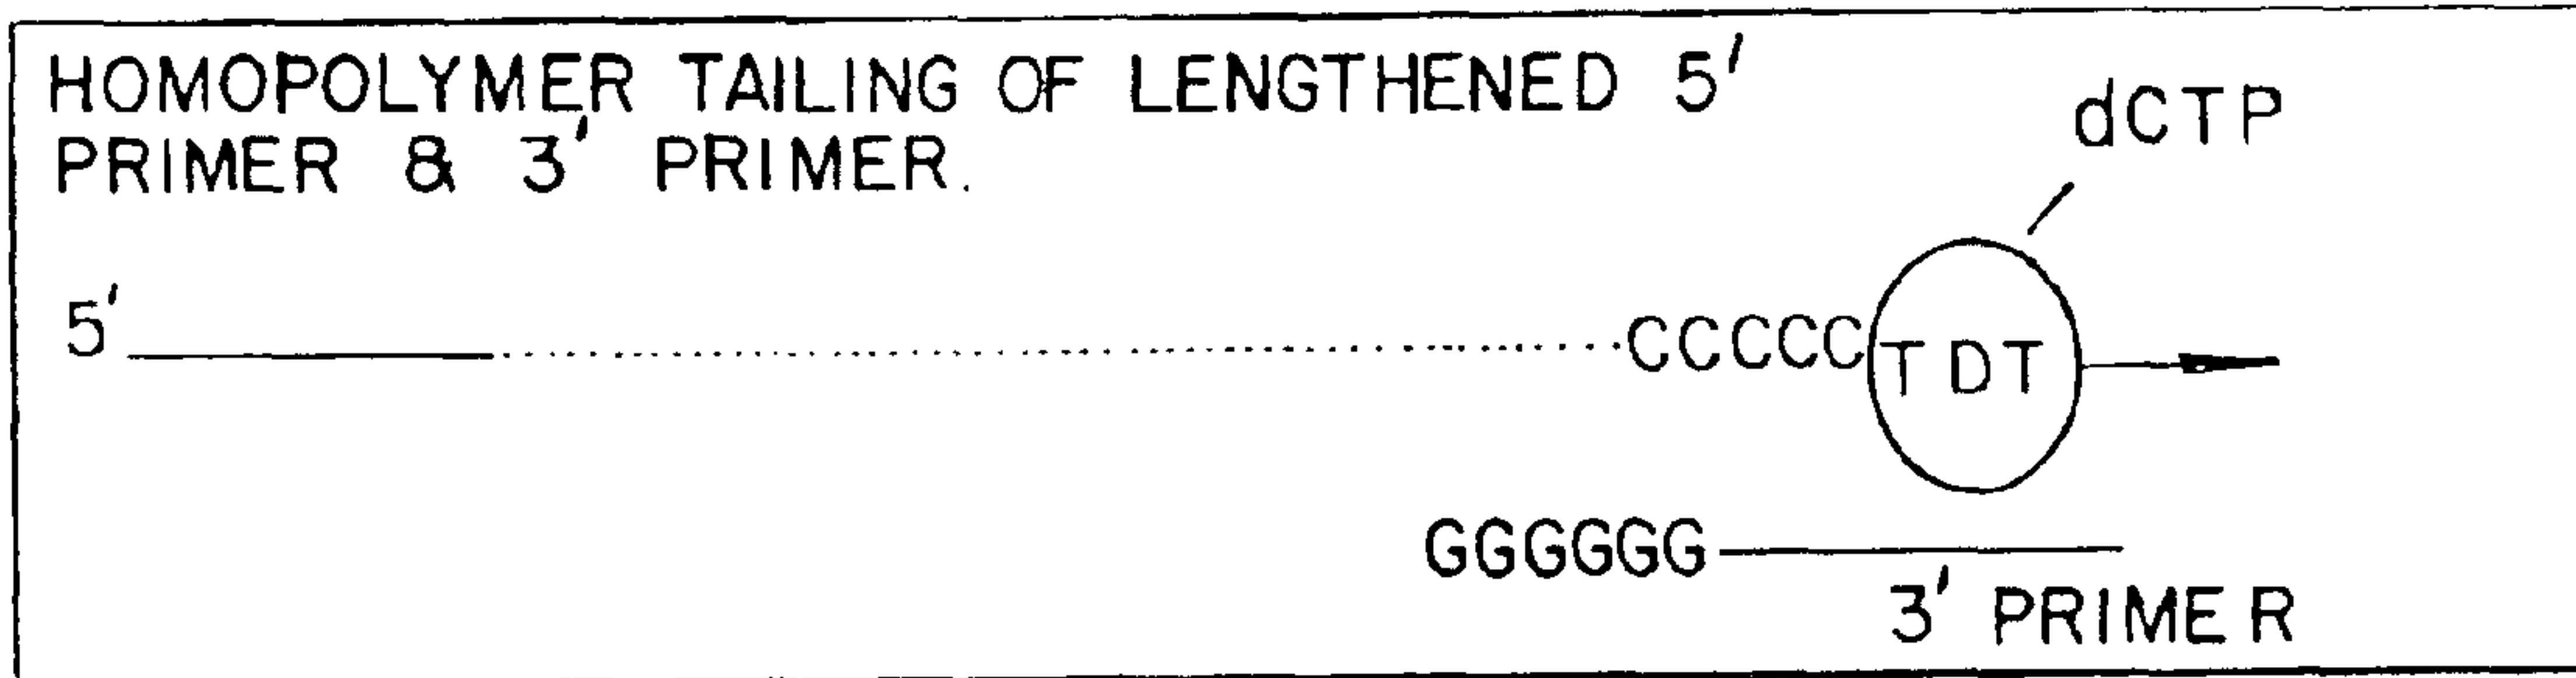 HOMOPOLYMER TAILING OF LENGTHENED 5'
PRIMER & 3' PRIMER.
dCTP
5'
CCCCC
TDT
GGGGGG
3' PRIMER